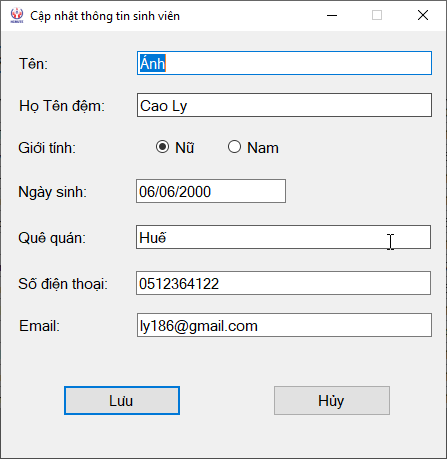 Cập nhật thông tin sinh viên
Tên: Ánh
Họ Tên đệm: Cao Ly
Giới tính: Nữ Nam
Ngày sinh: 06/06/2000
Quê quán: Huế
Số điện thoại: 0512364122
Email: ly186@gmail.com
Lưu Hủy